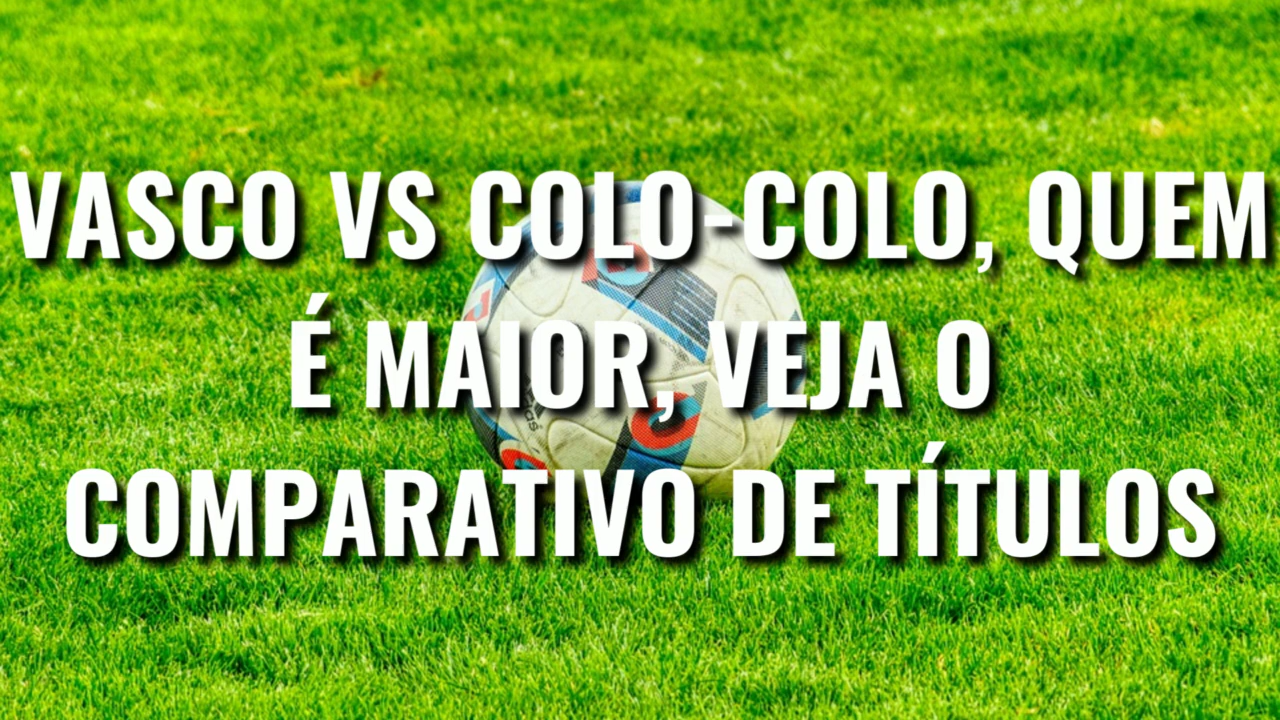 VASCO VS COLO-COLO, QUEM
É MAIOR, VEJA O
COMPARATIVO DE TÍTULOS